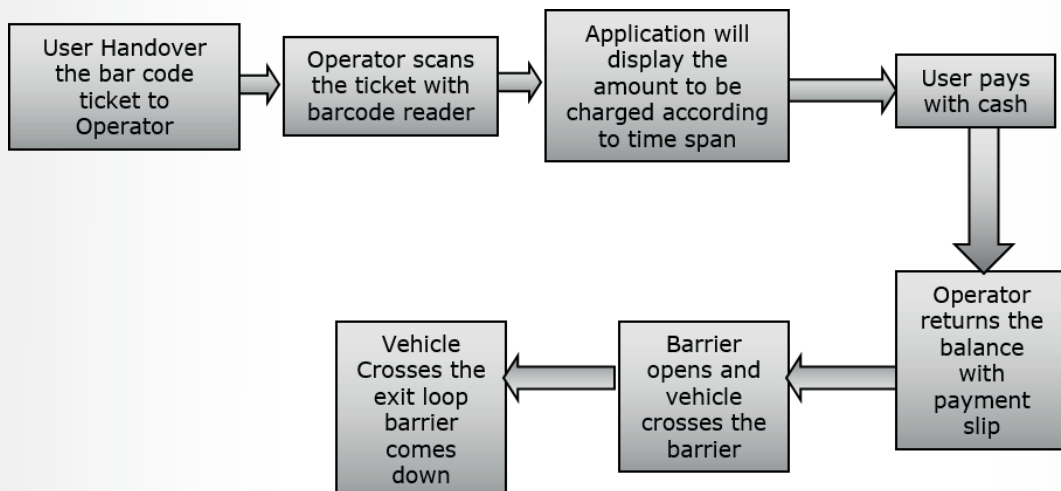 User Handover
the bar code
ticket to
Operator
Operator scans
the ticket with
barcode reader
Application will
display the
amount to be
charged according
to time span
User pays
with cash
Operator
returns the
balance
with
payment
slip
Barrier
opens and
vehicle
crosses the
barrier
Vehicle
Crosses the
exit loop
barrier
comes
down